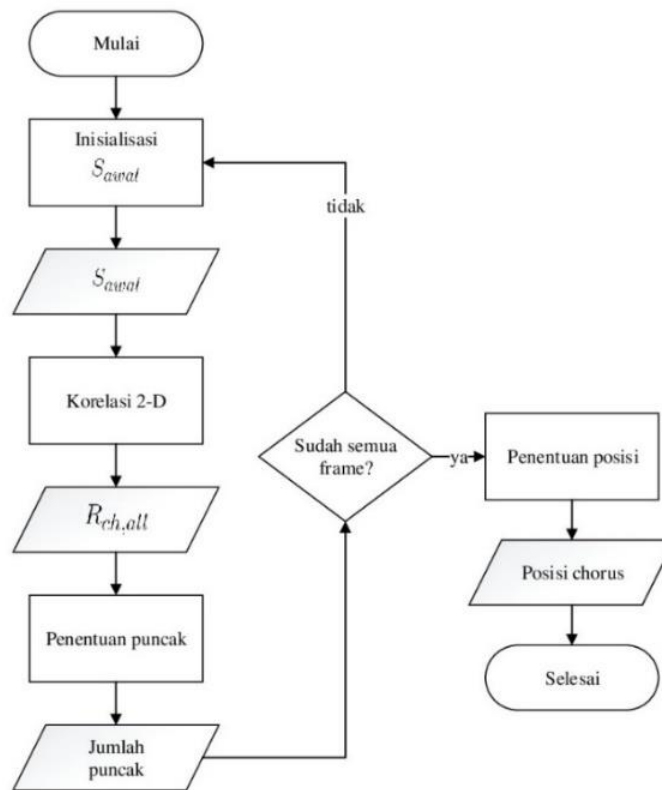 Mulai
Inisialisasi
S_awal
S_awal
Korelasi 2-D
R_ch,all
Penentuan puncak
Jumlah
puncak
Sudah semua
frame?
tidak
ya
Penentuan posisi
Posisi chorus
Selesai